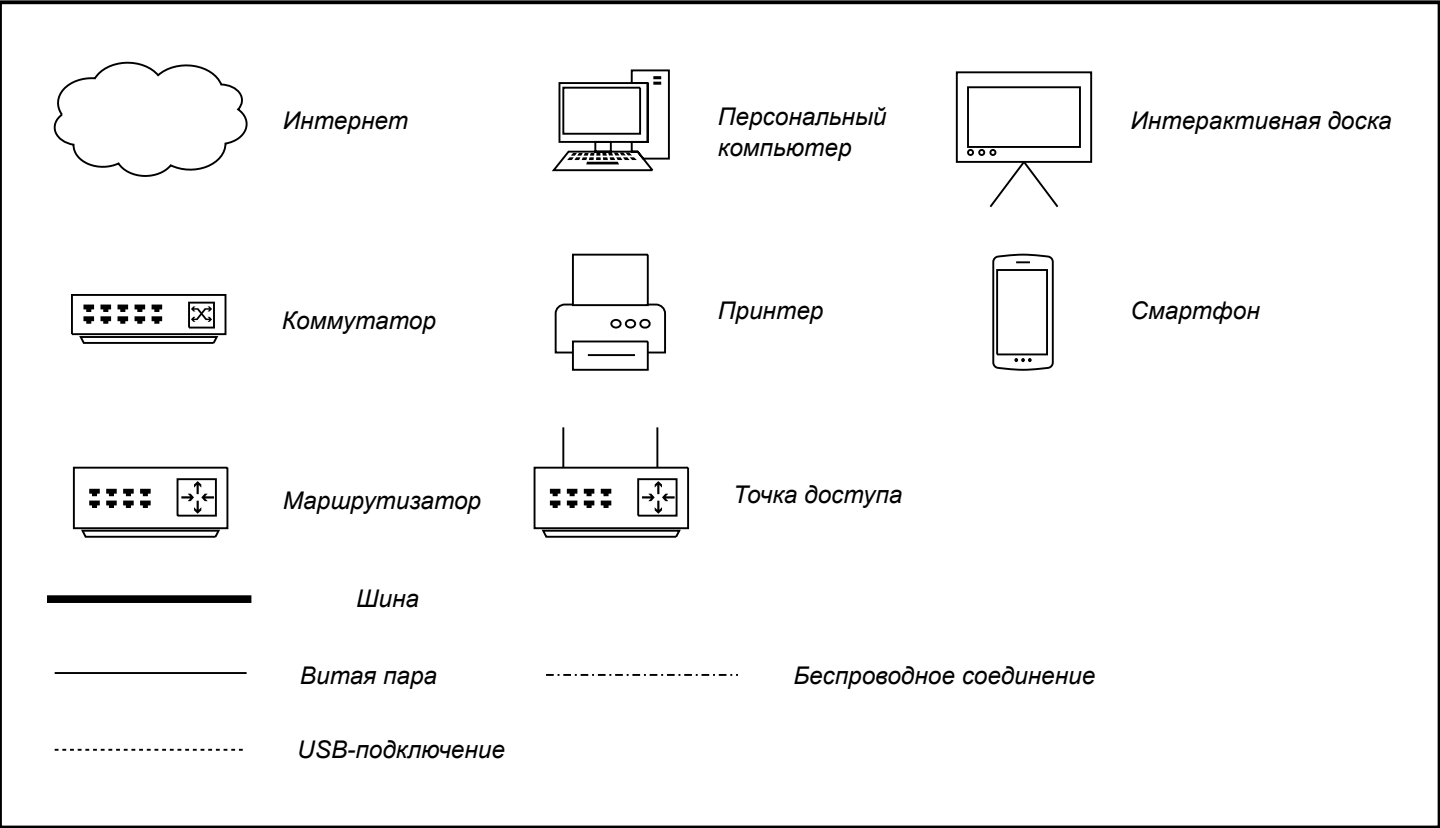 Интернет
Персональный
компьютер
Интерактивная доска
Коммутатор
Принтер
Смартфон
Маршрутизатор
Точка доступа
Шина
Витая пара
Беспроводное соединение
USB-подключение